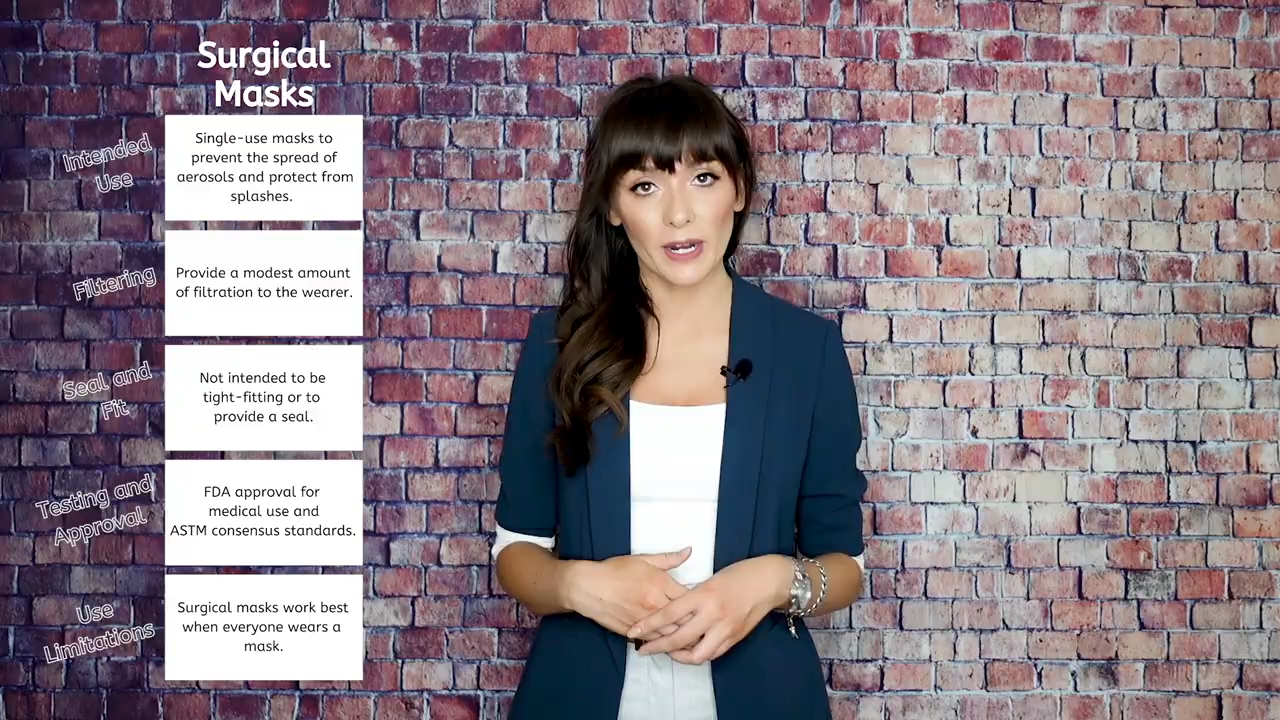 Surgical
Masks
Intended
Use
Single-use masks to
prevent the spread of
aerosols and protect from
splashes.
Filtering
Provide a modest amount
of filtration to the wearer.
Seal and
Fit
Not intended to be
tight-fitting or to
provide a seal.
Testing and
Approval
FDA approval for
medical use and
ASTM consensus standards.
Use
Limitations
Surgical masks work best
when everyone wears a
mask.